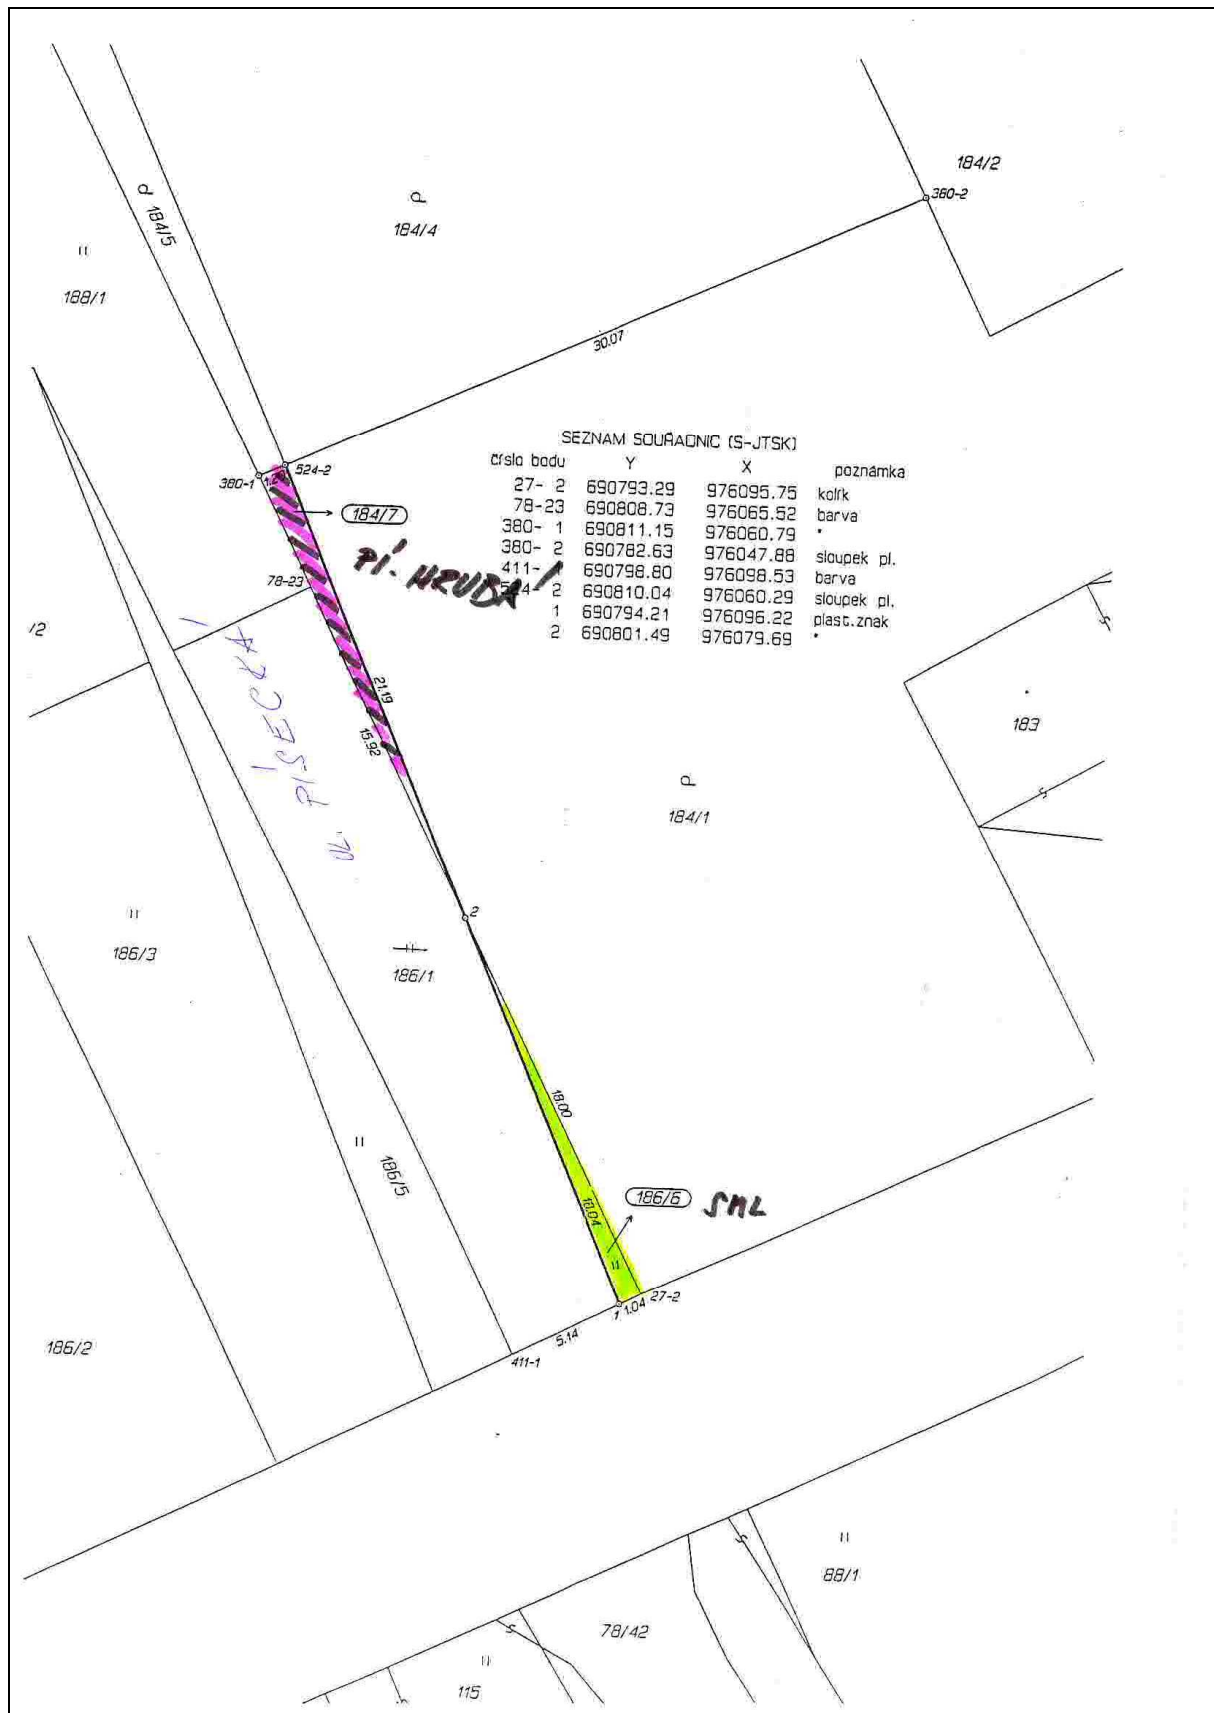 184/2
380-2
P
184/4
P
184/5
"
188/1
30.07
SEZNAM SOUŘADNIC (S-JTSK)
číslo bodu Y X poznámka
27- 2 690793.29 976095.75 kolík
78-23 690808.73 976065.52 barva
380- 1 690811.15 976060.79 "
380- 2 690782.63 976047.88 sloupek pl.
411- 1 690798.80 976098.53 barva
524- 2 690810.04 976060.29 sloupek pl.
1 690794.21 976096.22 plast.znak
2 690801.49 976079.69 "
524-2
380-1
184/7
PÍ. HRUBÁ
78-23
/2
UL. PÍSECKÁ
21.19
15.92
183
P
184/1
2
"
186/3
186/1
18.00
"
186/5
18.04
186/6
SML
"
27-2
1
1.04
5.14
411-1
186/2
"
88/1
78/42
"
115